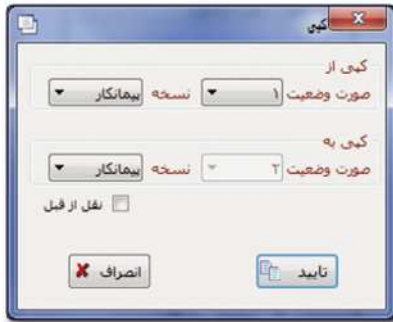 کپی
کپی از
صورت وضعیت ۱ نسخه پیمانکار
کپی به
صورت وضعیت ۲ نسخه پیمانکار
نقل از قبل
تایید انصراف